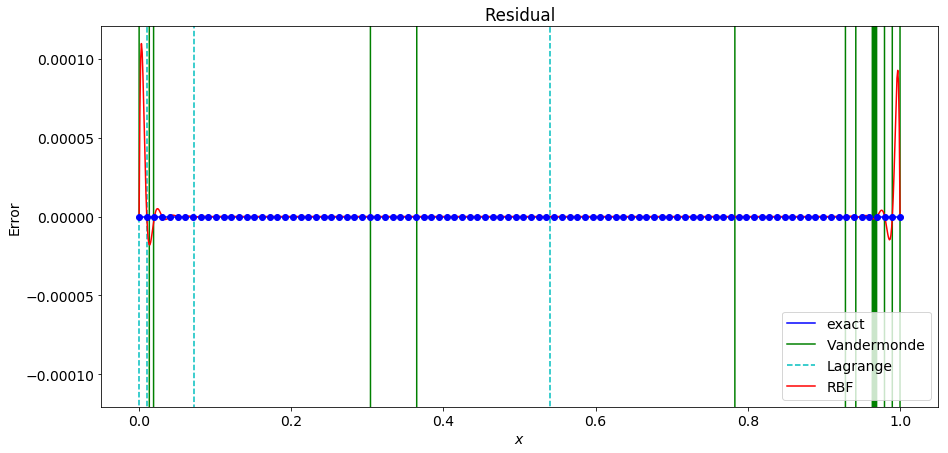 Residual
0.00010
0.00005
0.00000
−0.00005
−0.00010
Error
0.0 0.2 0.4 0.6 0.8 1.0
x
exact
Vandermonde
Lagrange
RBF